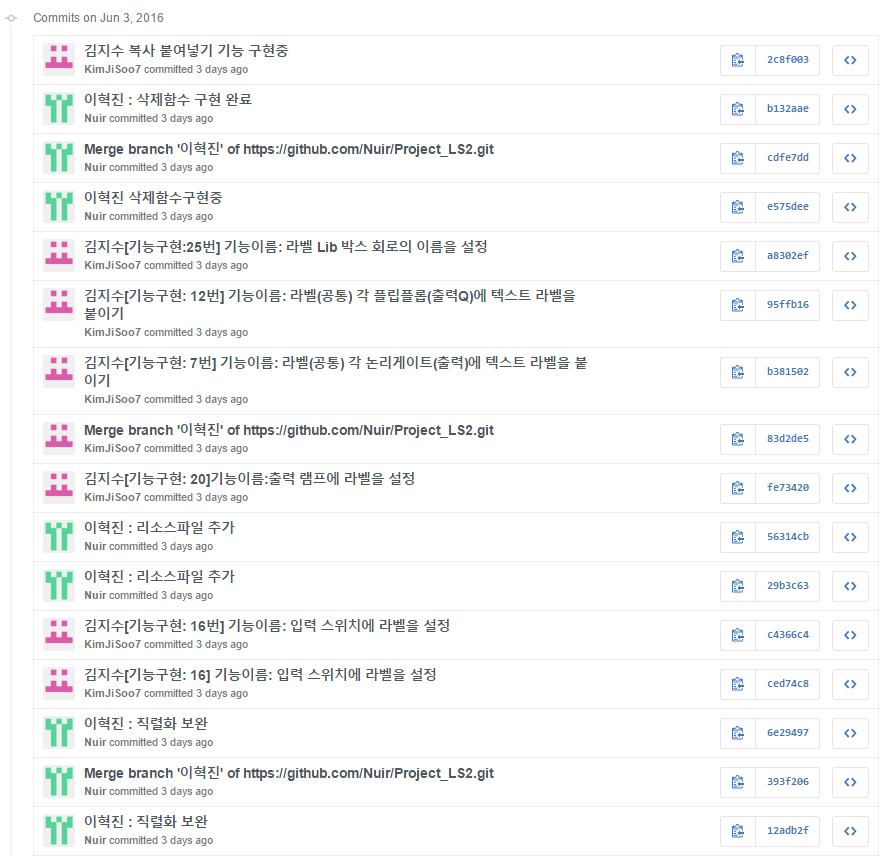 Commits on Jun 3, 2016
김지수 복사 붙여넣기 기능 구현중
KimJiSoo7 committed 3 days ago
2c8f003
이혁진 : 삭제함수 구현 완료
Nuir committed 3 days ago
b132aae
Merge branch '이혁진' of https://github.com/Nuir/Project_LS2.git
Nuir committed 3 days ago
cdfe7dd
이혁진 삭제함수구현중
Nuir committed 3 days ago
e575dee
김지수[기능구현:25번] 기능이름: 라벨 Lib 박스 회로의 이름을 설정
KimJiSoo7 committed 3 days ago
a8302ef
김지수[기능구현: 12번] 기능이름: 라벨(공통) 각 플립플롭(출력Q)에 텍스트 라벨을
붙이기
KimJiSoo7 committed 3 days ago
95ffb16
김지수[기능구현: 7번] 기능이름: 라벨(공통) 각 논리게이트(출력)에 텍스트 라벨을 붙
이기
KimJiSoo7 committed 3 days ago
b381502
Merge branch '이혁진' of https://github.com/Nuir/Project_LS2.git
KimJiSoo7 committed 3 days ago
83d2de5
김지수[기능구현: 20]기능이름:출력 램프에 라벨을 설정
KimJiSoo7 committed 3 days ago
fe73420
이혁진 : 리소스파일 추가
Nuir committed 3 days ago
56314cb
이혁진 : 리소스파일 추가
Nuir committed 3 days ago
29b3c63
김지수[기능구현: 16번] 기능이름: 입력 스위치에 라벨을 설정
KimJiSoo7 committed 3 days ago
c4366c4
김지수[기능구현: 16] 기능이름: 입력 스위치에 라벨을 설정
KimJiSoo7 committed 3 days ago
ced74c8
이혁진 : 직렬화 보완
Nuir committed 3 days ago
6e29497
Merge branch '이혁진' of https://github.com/Nuir/Project_LS2.git
Nuir committed 3 days ago
393f206
이혁진 : 직렬화 보완
Nuir committed 3 days ago
12adb2f